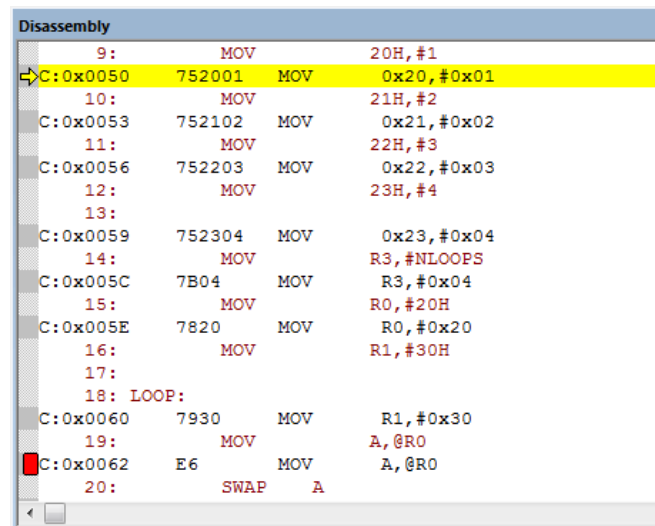 Disassembly
9: MOV 20H,#1
C:0x0050 752001 MOV 0x20,#0x01
10: MOV 21H,#2
C:0x0053 752102 MOV 0x21,#0x02
11: MOV 22H,#3
C:0x0056 752203 MOV 0x22,#0x03
12: MOV 23H,#4
13:
C:0x0059 752304 MOV 0x23,#0x04
14: MOV R3,#NLOOPS
C:0x005C 7B04 MOV R3,#0x04
15: MOV R0,#20H
C:0x005E 7820 MOV R0,#0x20
16: MOV R1,#30H
17:
18: LOOP:
C:0x0060 7930 MOV R1,#0x30
19: MOV A,@R0
C:0x0062 E6 MOV A,@R0
20: SWAP A